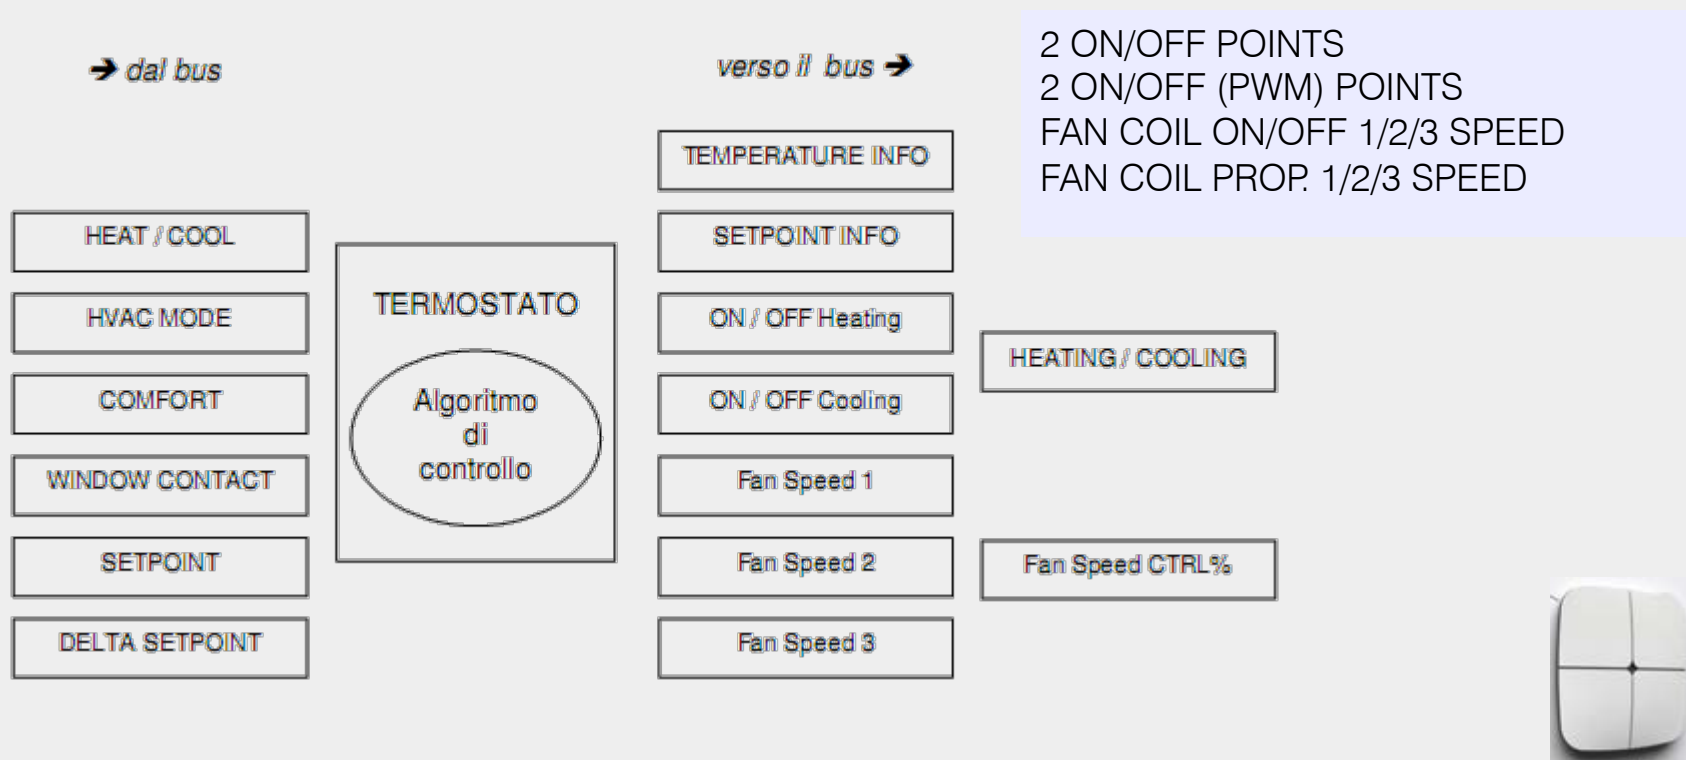 ➔ dal bus
HEAT / COOL
HVAC MODE
COMFORT
WINDOW CONTACT
SETPOINT
DELTA SETPOINT
TERMOSTATO
Algoritmo
di
controllo
verso il bus ➔
TEMPERATURE INFO
SETPOINT INFO
ON / OFF Heating
ON / OFF Cooling
Fan Speed 1
Fan Speed 2
Fan Speed 3
HEATING / COOLING
Fan Speed CTRL%
2 ON/OFF POINTS
2 ON/OFF (PWM) POINTS
FAN COIL ON/OFF 1/2/3 SPEED
FAN COIL PROP. 1/2/3 SPEED